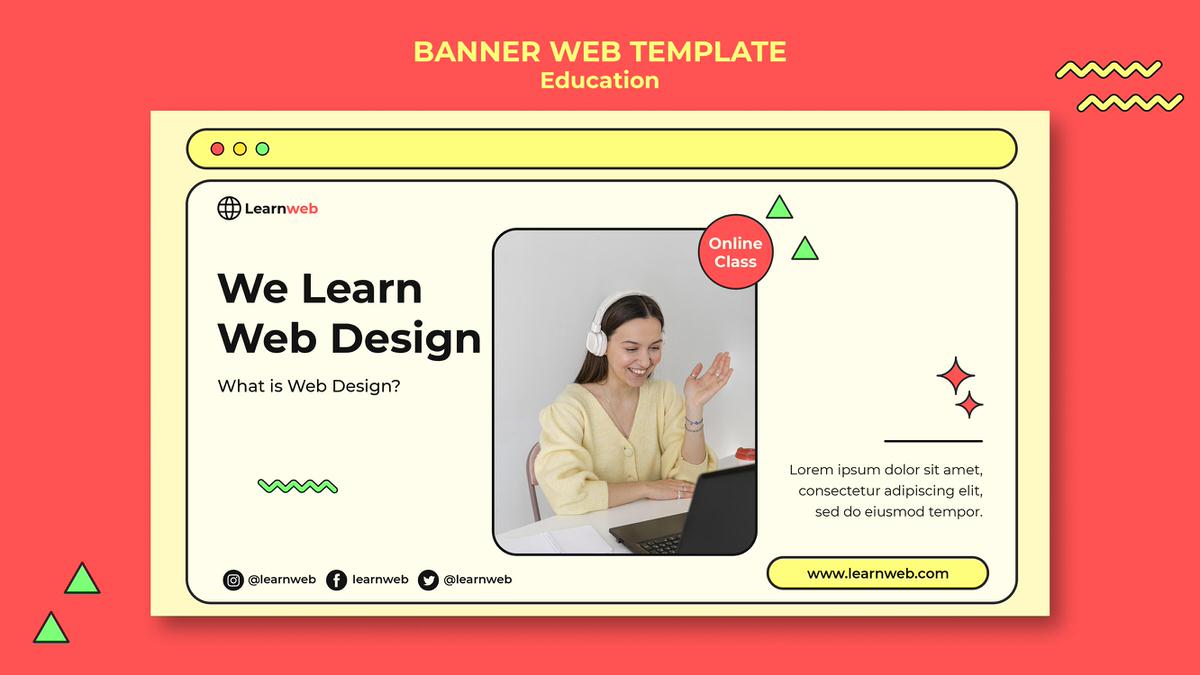 BANNER WEB TEMPLATE
Education
Learnweb
Online
Class
We Learn
Web Design
What is Web Design?
Lorem ipsum dolor sit amet,
consectetur adipiscing elit,
sed do eiusmod tempor.
@learnweb learnweb @learnweb
www.learnweb.com